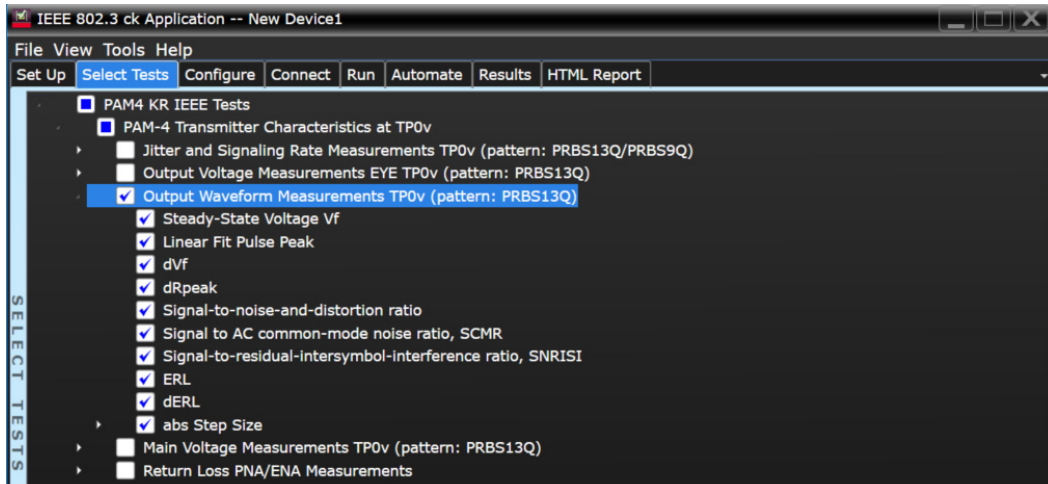 IEEE 802.3 ck Application -- New Device1
File View Tools Help
Set Up Select Tests Configure Connect Run Automate Results HTML Report
PAM4 KR IEEE Tests
PAM-4 Transmitter Characteristics at TP0v
Jitter and Signaling Rate Measurements TP0v (pattern: PRBS13Q/PRBS9Q)
Output Voltage Measurements EYE TP0v (pattern: PRBS13Q)
Output Waveform Measurements TP0v (pattern: PRBS13Q)
Steady-State Voltage Vf
Linear Fit Pulse Peak
dVf
dRpeak
Signal-to-noise-and-distortion ratio
Signal to AC common-mode noise ratio, SCMR
Signal-to-residual-intersymbol-interference ratio, SNRISI
ERL
dERL
abs Step Size
Main Voltage Measurements TP0v (pattern: PRBS13Q)
Return Loss PNA/ENA Measurements
SELECT TESTS